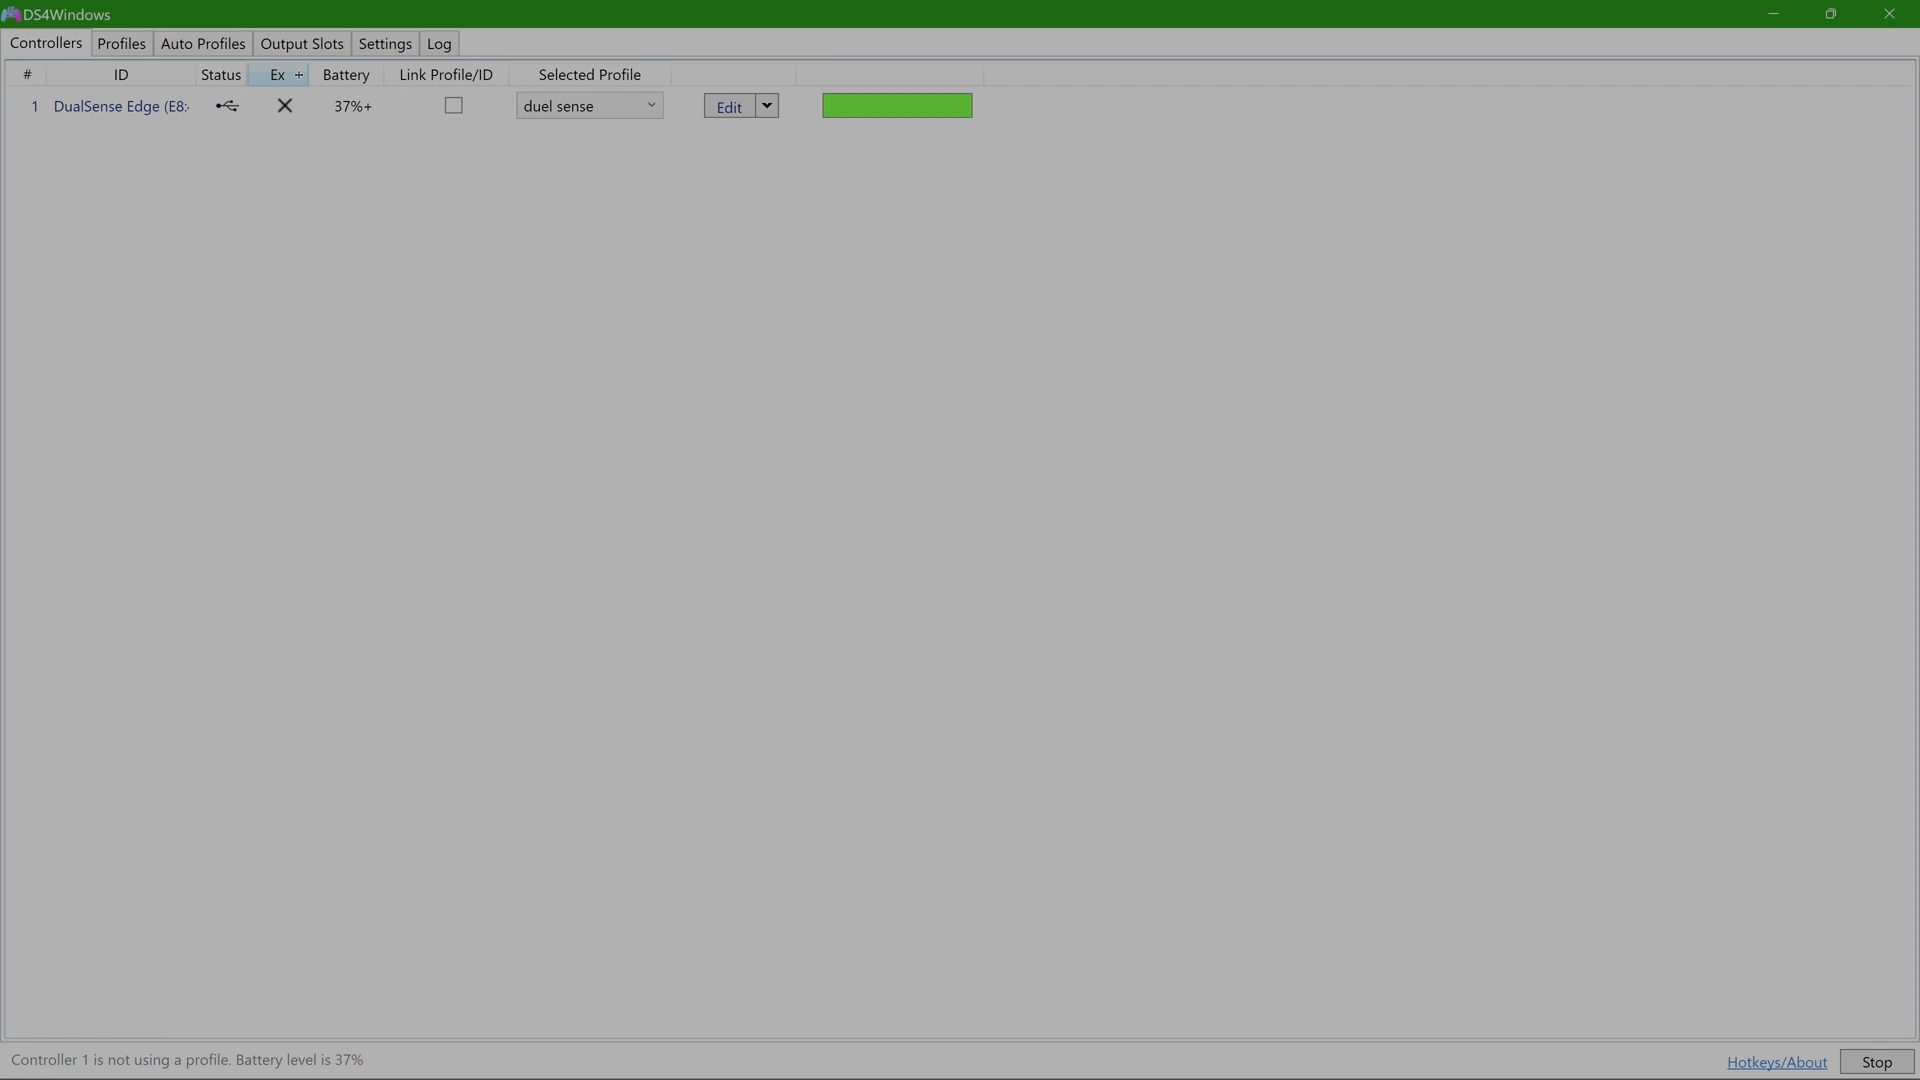 DS4Windows
Controllers Profiles Auto Profiles Output Slots Settings Log
# ID Status Ex Battery Link Profile/ID Selected Profile
1 DualSense Edge (E8: 37%+ duel sense Edit
Controller 1 is not using a profile. Battery level is 37%
Hotkeys/About Stop